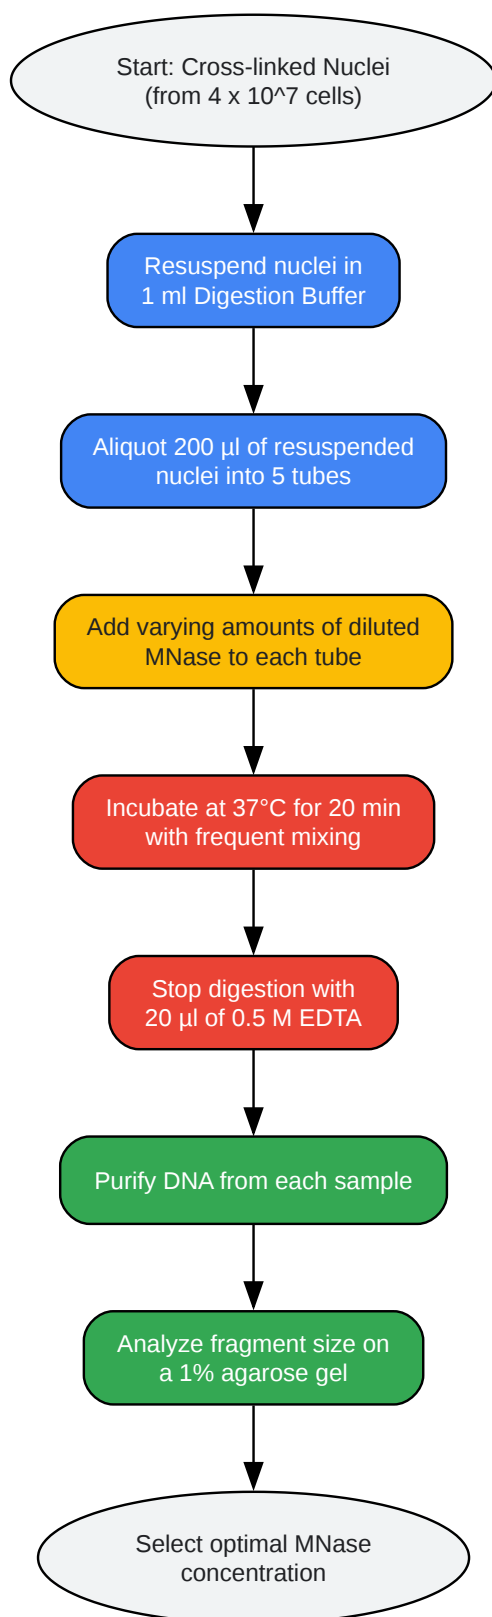 Start: Cross-linked Nuclei
(from 4 x 10^7 cells)
Resuspend nuclei in
1 ml Digestion Buffer
Aliquot 200 µl of resuspended
nuclei into 5 tubes
Add varying amounts of diluted
MNase to each tube
Incubate at 37°C for 20 min
with frequent mixing
Stop digestion with
20 µl of 0.5 M EDTA
Purify DNA from each sample
Analyze fragment size on
a 1% agarose gel
Select optimal MNase
concentration